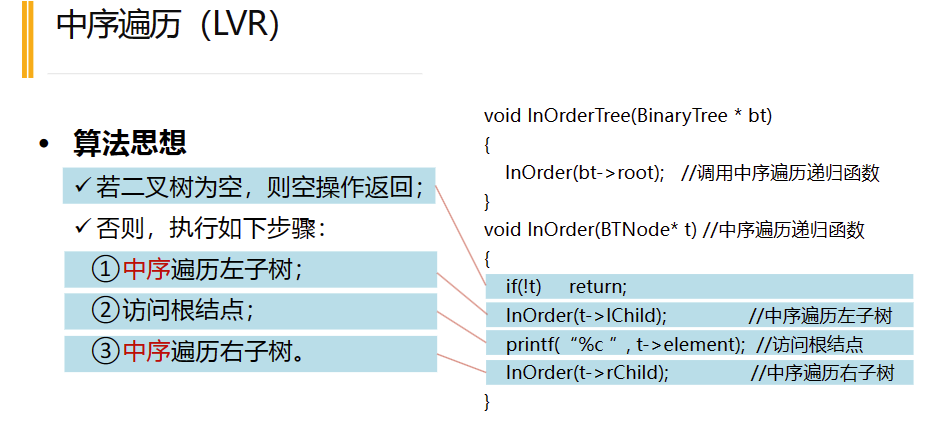 中序遍历（LVR）
• 算法思想
✓若二叉树为空，则空操作返回；
✓否则，执行如下步骤：
①中序遍历左子树；
②访问根结点；
③中序遍历右子树。
void InOrderTree(BinaryTree * bt)
{
InOrder(bt->root); //调用中序遍历递归函数
}
void InOrder(BTNode* t) //中序遍历递归函数
{
if(!t) return;
InOrder(t->lChild); //中序遍历左子树
printf(“%c ”, t->element); //访问根结点
InOrder(t->rChild); //中序遍历右子树
}